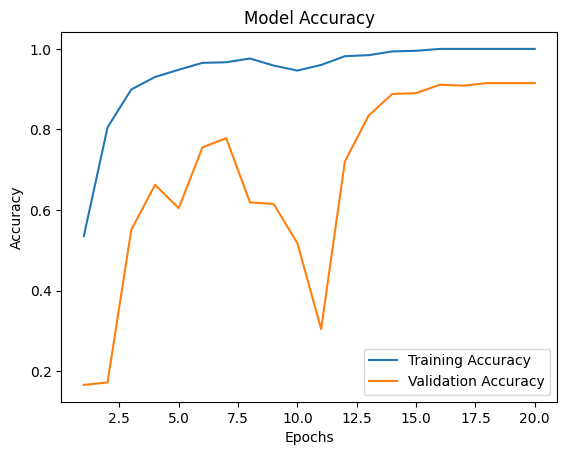 Model Accuracy
1.0
0.8
0.6
0.4
0.2
Accuracy
Training Accuracy
Validation Accuracy
2.5 5.0 7.5 10.0 12.5 15.0 17.5 20.0
Epochs